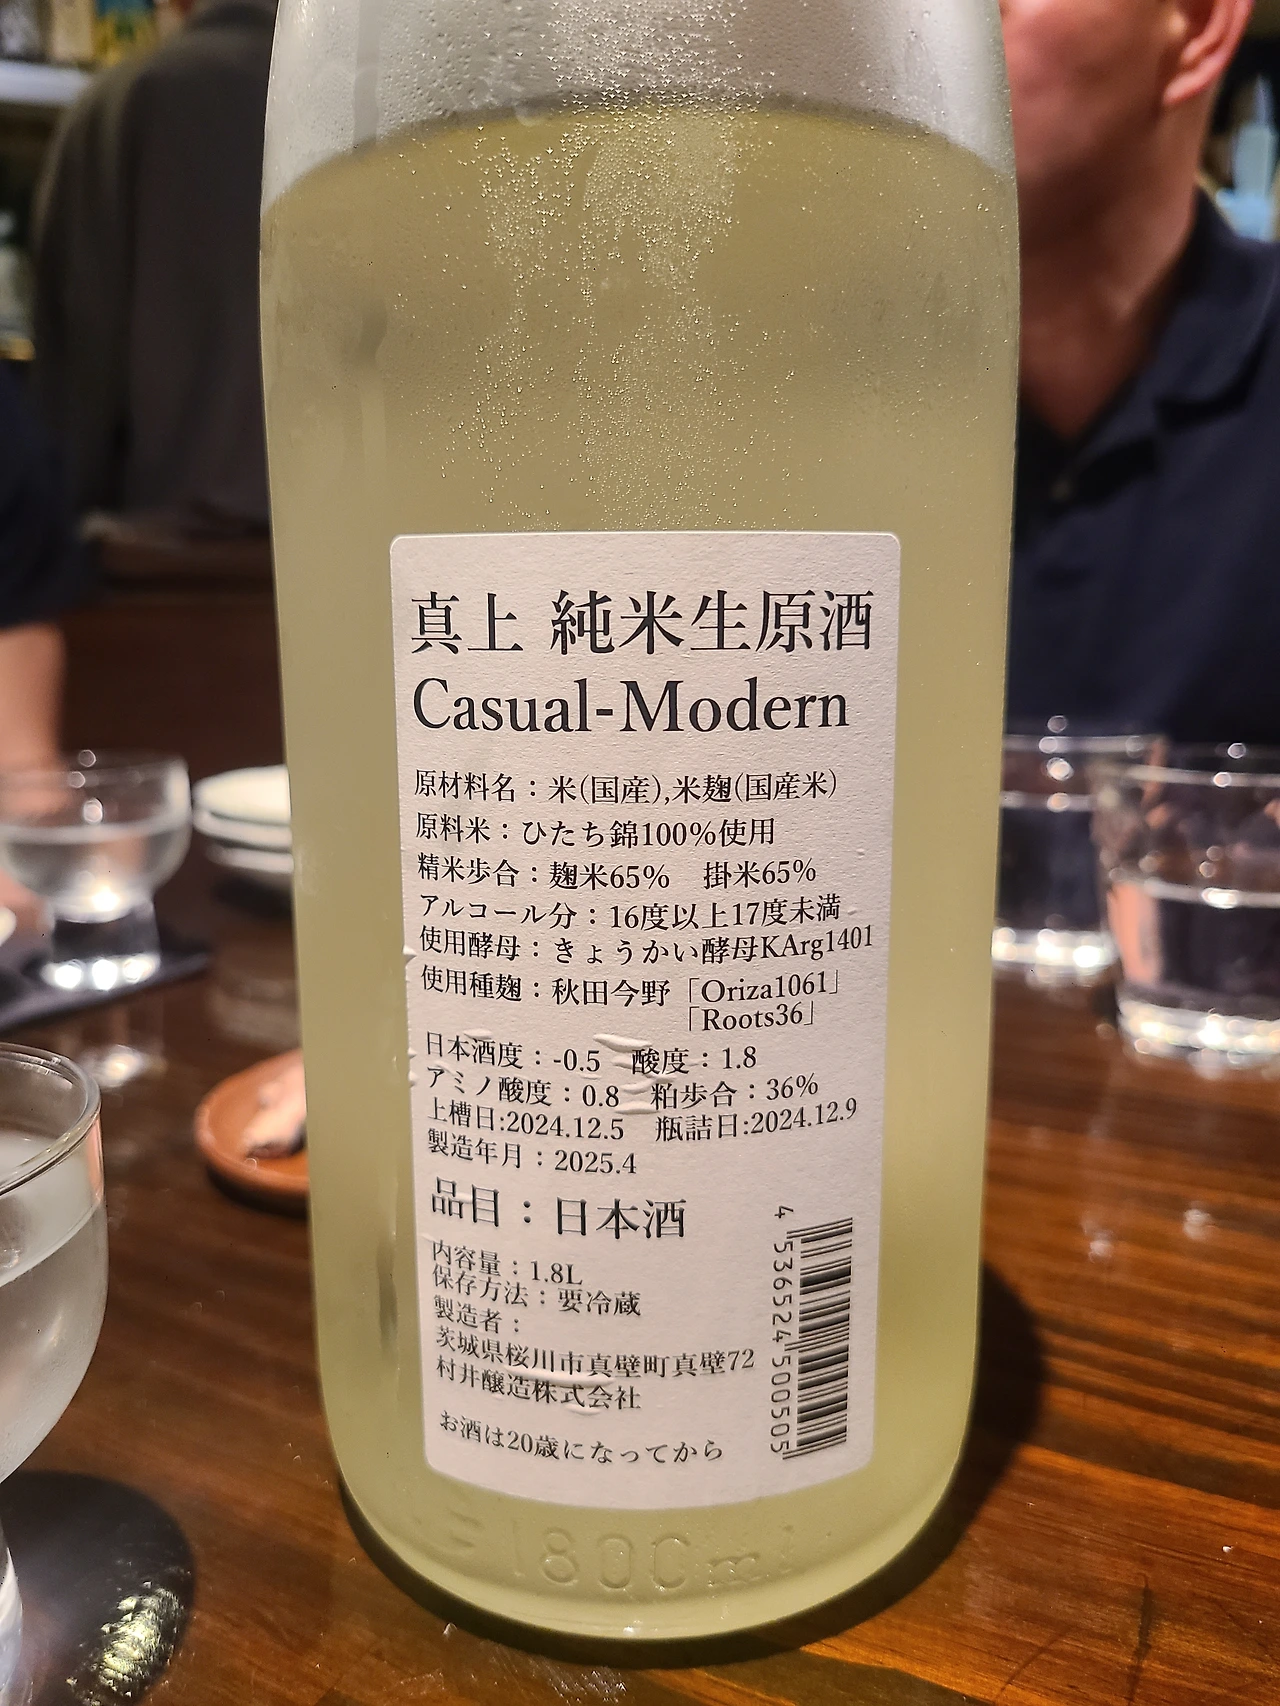 真上 純米生原酒
Casual-Modern
原材料名：米(国産),米麹(国産米)
原料米：ひたち錦100%使用
精米歩合：麹米65%　掛米65%
アルコール分：16度以上17度未満
使用酵母：きょうかい酵母KArg1401
使用種麹：秋田今野「Oriza1061」
「Roots36」
日本酒度：-0.5　酸度：1.8
アミノ酸度：0.8　粕歩合：36%
上槽日:2024.12.5　瓶詰日:2024.12.9
製造年月：2025.4
品目：日本酒
内容量：1.8L
保存方法：要冷蔵
製造者：
茨城県桜川市真壁町真壁72
村井醸造株式会社
お酒は20歳になってから
4 536524 500505
1800ml